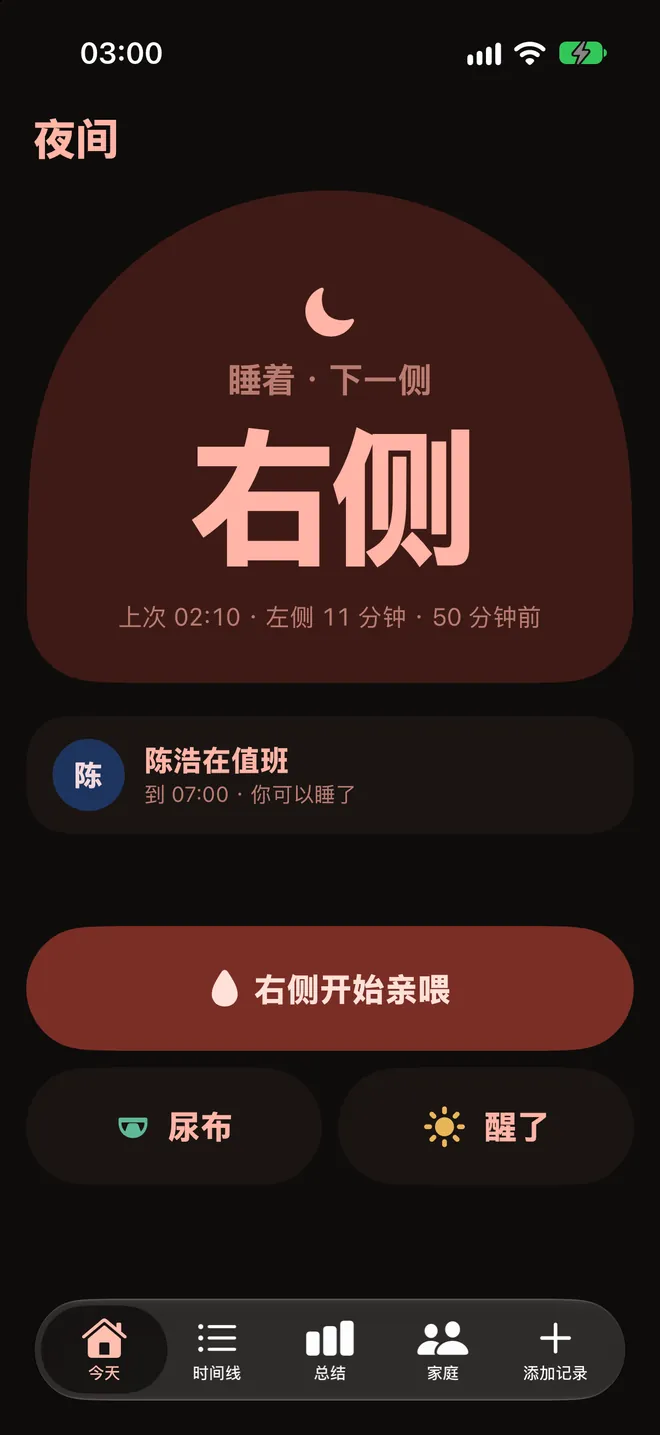 03:00
夜间
睡着 · 下一侧
右侧
上次 02:10 · 左侧 11 分钟 · 50 分钟前
陈
陈浩在值班
到 07:00 · 你可以睡了
右侧开始亲喂
尿布
醒了
今天
时间线
总结
家庭
添加记录